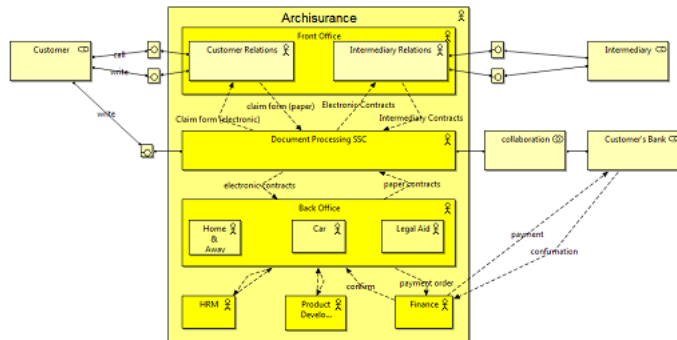 Archisurance
Front Office
Customer
call
write
Customer Relations
Intermediary Relations
Intermediary
claim form (paper)
Electronic Contracts
Claim form (electronic)
Intermediary Contracts
write
Document Processing SSC
collaboration
Customer's Bank
electronic contracts
paper contracts
Back Office
Home
&
Away
Car
Legal Aid
payment
confirmation
confirm
payment order
HRM
Product
Develo...
Finance